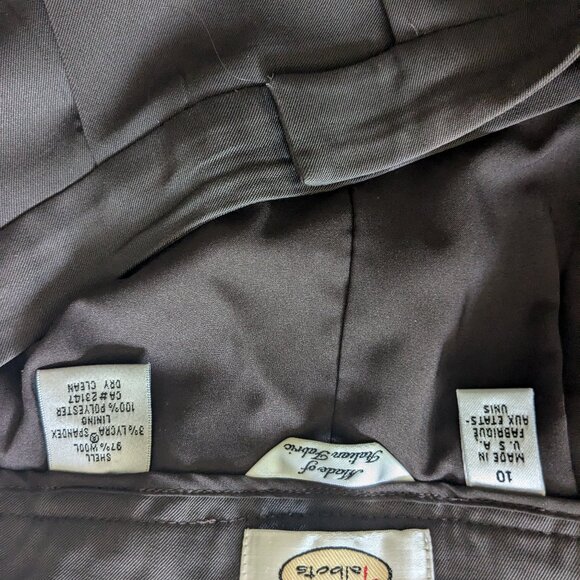 SHELL
97% WOOL
3% LYCRA® SPANDEX
LINING
100% POLYESTER
CA#23147
DRY CLEAN
Made of
Italian Fabric
10
MADE IN
U. S. A.
FABRIQUÉ
AUX ETATS-
UNIS
Talbots